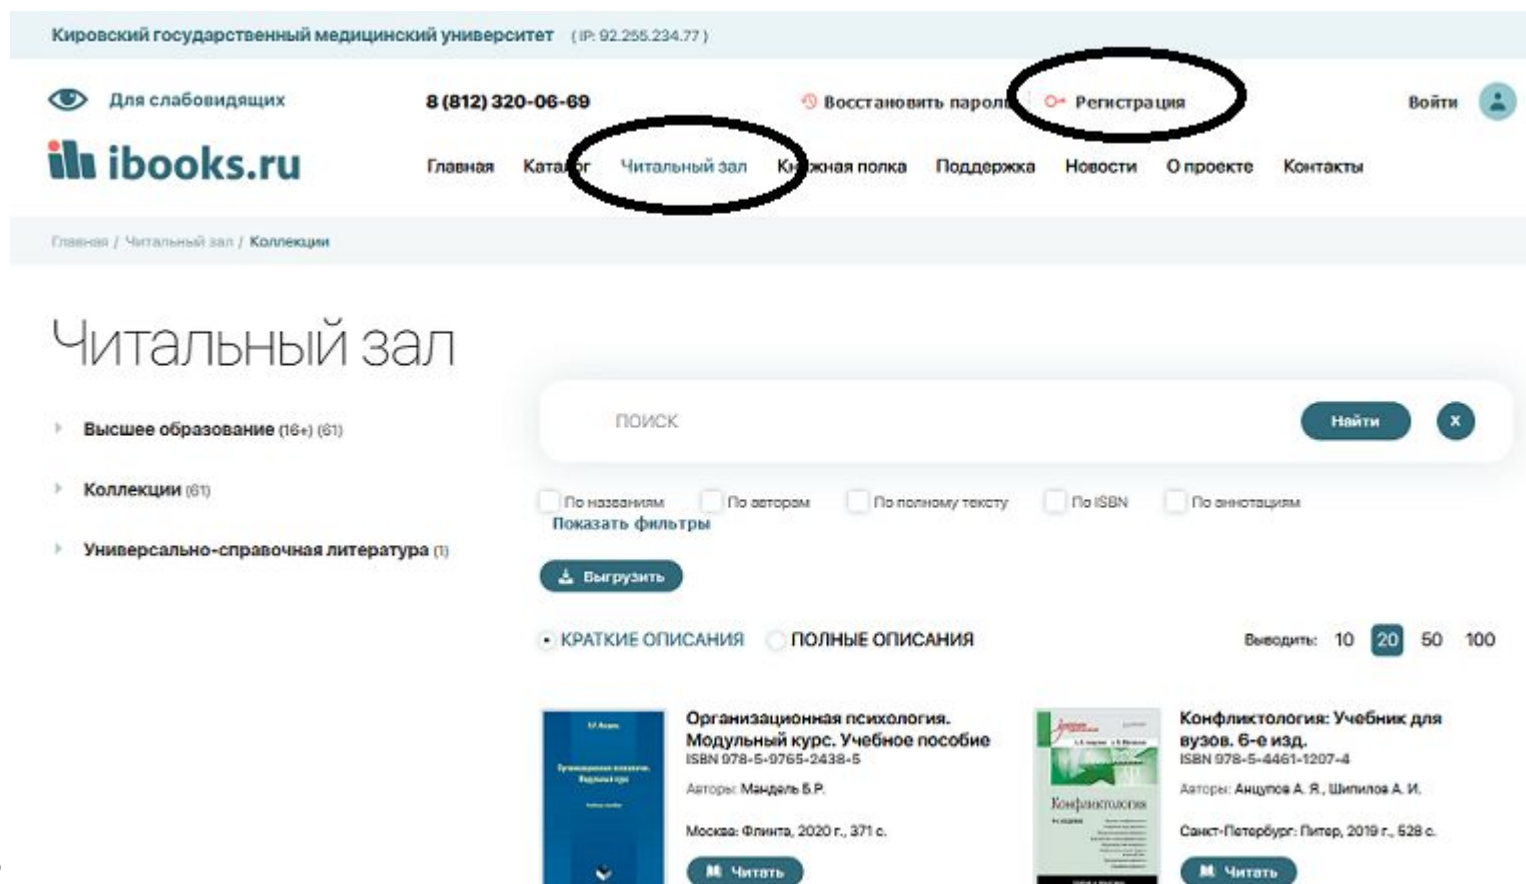 Кировский государственный медицинский университет ( IP: 92.255.234.77 )
Для слабовидящих 8 (812) 320-06-69 Восстановить пароль Регистрация Войти
ibooks.ru Главная Каталог Читальный зал Книжная полка Поддержка Новости О проекте Контакты
Главная / Читальный зал / Коллекции
Читальный зал
ПОИСК Найти X
Высшее образование (16+) (61)
Коллекции (61)
Универсально-справочная литература (1)
По названиям По авторам По полному тексту По ISBN По аннотациям
Показать фильтры
Выгрузить
КРАТКИЕ ОПИСАНИЯ ПОЛНЫЕ ОПИСАНИЯ Выводить: 10 20 50 100
Организационная психология.
Модульный курс. Учебное пособие
ISBN 978-5-9765-2438-5
Авторы: Мандель Б.Р.
Москва: Флинта, 2020 г., 371 с.
Читать
Конфликтология
Конфликтология: Учебник для
вузов. 6-е изд.
ISBN 978-5-4461-1207-4
Авторы: Анцупов А. Я., Шипилов А. И.
Санкт-Петербург: Питер, 2019 г., 528 с.
Читать